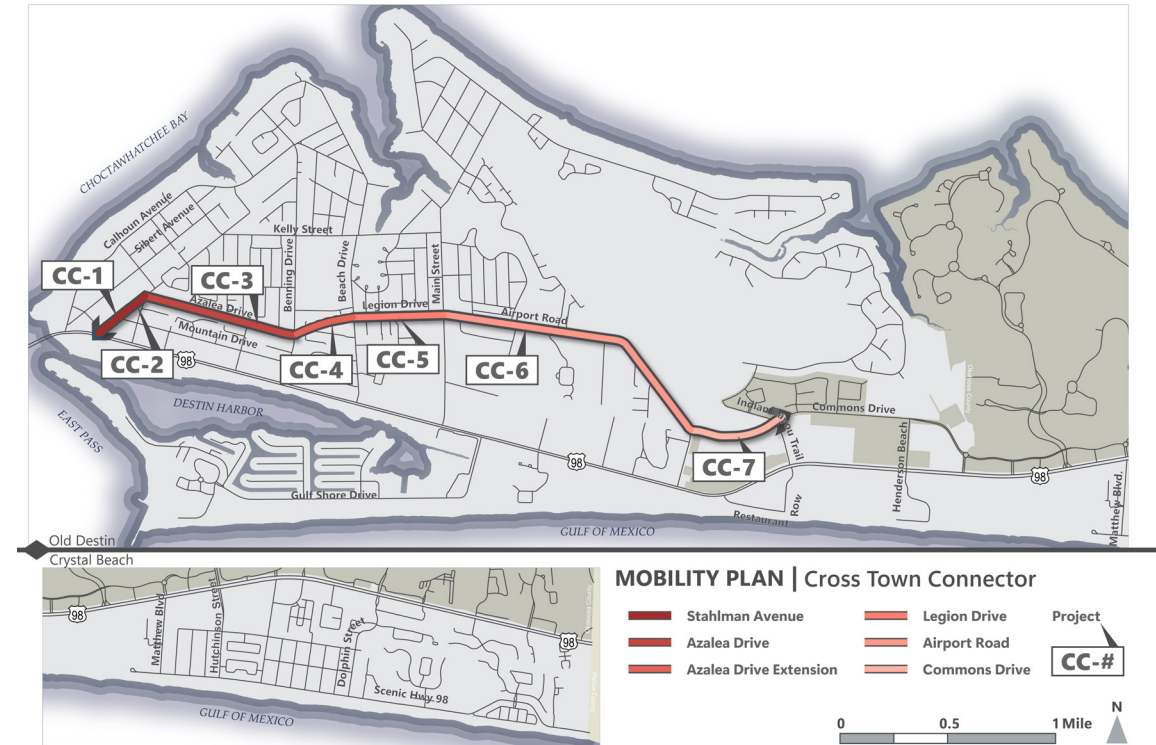 CHOCTAWHATCHEE BAY
Calhoun Avenue
Sibert Avenue
Kelly Street
CC-1
CC-3
Benning Drive
Beach Drive
Main Street
Azalea Drive
Legion Drive
Airport Road
Mountain Drive
CC-2
98
CC-4
CC-5
CC-6
DESTIN HARBOR
EAST PASS
Commons Drive
CC-7
Trail
98
98
Henderson Beach
Gulf Shore Drive
Restaurant Row
Matthew Blvd.
GULF OF MEXICO
Old Destin
Crystal Beach
98
Matthew Blvd
Hutchinson Street
Dolphin Street
98
Scenic Hwy 98
GULF OF MEXICO
MOBILITY PLAN | Cross Town Connector
Stahlman Avenue
Azalea Drive
Azalea Drive Extension
Legion Drive
Airport Road
Commons Drive
Project
CC-#
N
0 0.5 1 Mile